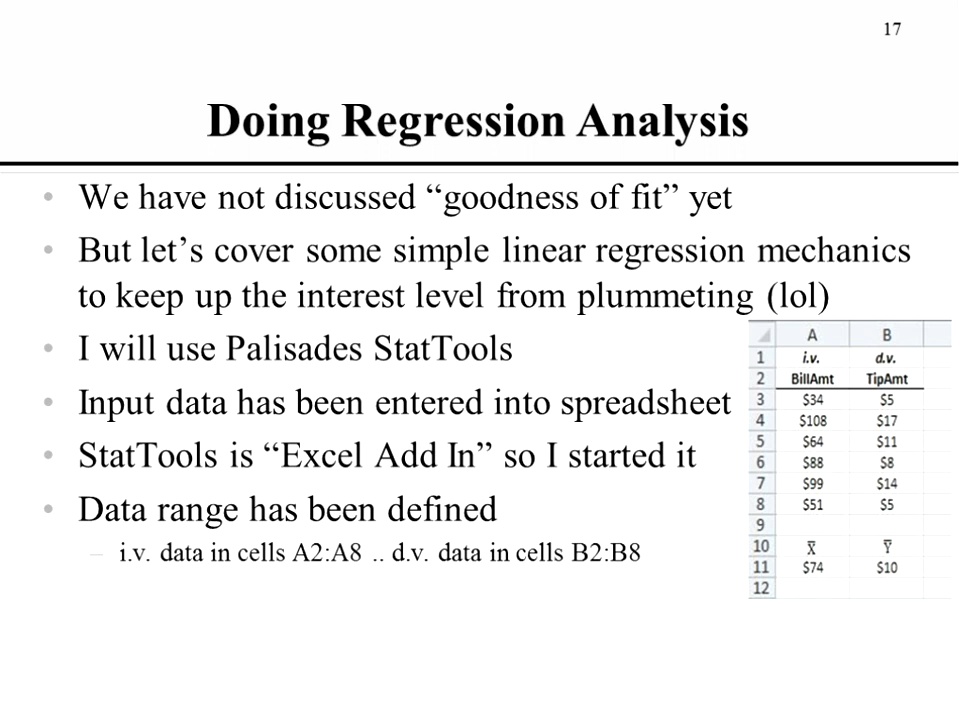 17
Doing Regression Analysis
• We have not discussed “goodness of fit” yet
• But let’s cover some simple linear regression mechanics
to keep up the interest level from plummeting (lol)
• I will use Palisades StatTools
• Input data has been entered into spreadsheet
• StatTools is “Excel Add In” so I started it
• Data range has been defined
– i.v. data in cells A2:A8 .. d.v. data in cells B2:B8
A B
1 i.v. d.v.
2 BillAmt TipAmt
3 $34 $5
4 $108 $17
5 $64 $11
6 $88 $8
7 $99 $14
8 $51 $5
9
10 X̅ Y̅
11 $74 $10
12